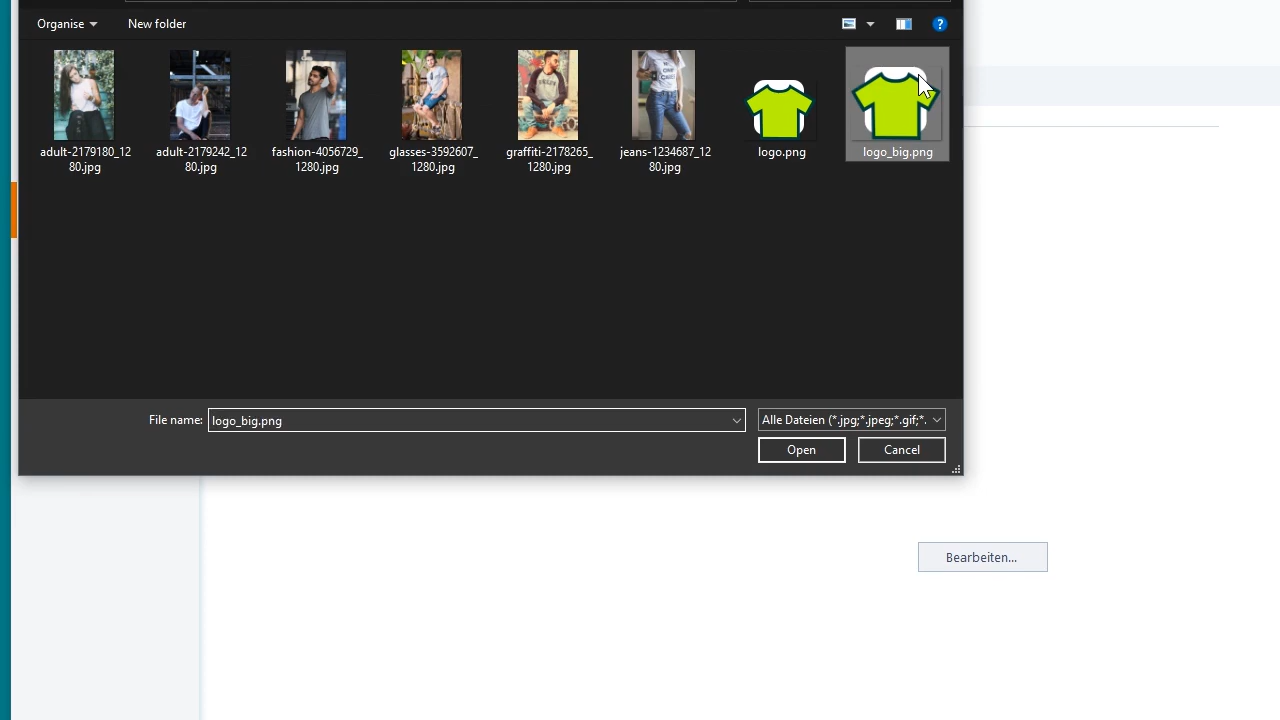 Organise
New folder
?
adult-2179180_12
80.jpg
adult-2179242_12
80.jpg
fashion-4056729_
1280.jpg
glasses-3592607_
1280.jpg
graffiti-2178265_
1280.jpg
jeans-1234687_12
80.jpg
logo.png
logo_big.png
File name:
logo_big.png
Alle Dateien (*.jpg;*.jpeg;*.gif;*.
Open
Cancel
Bearbeiten...